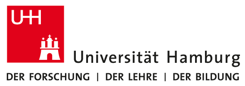 UHH
Universität Hamburg
DER FORSCHUNG | DER LEHRE | DER BILDUNG